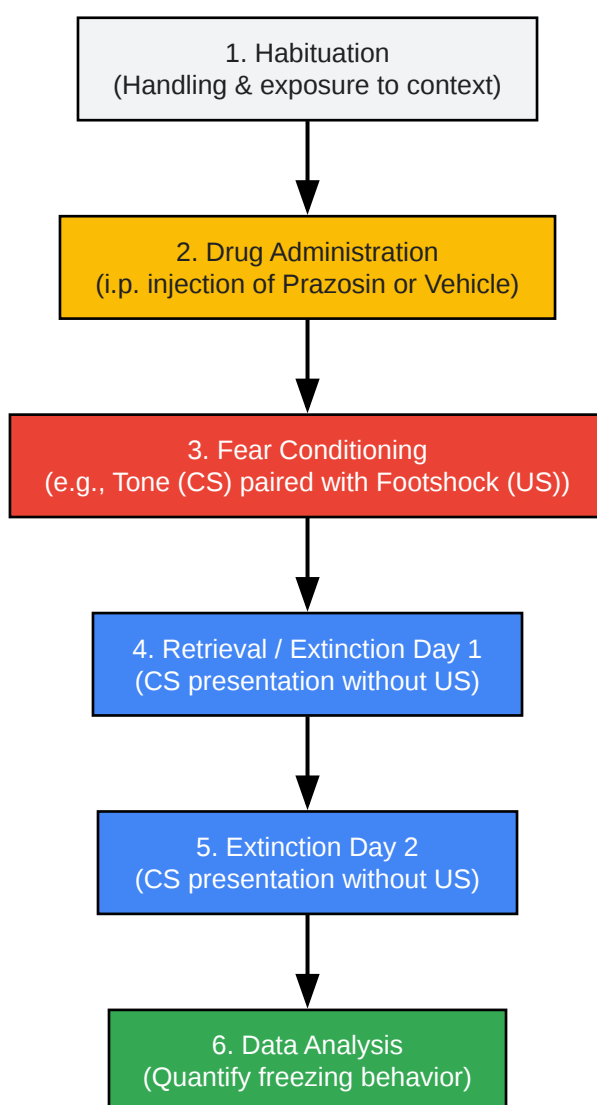 1. Habituation
(Handling & exposure to context)
2. Drug Administration
(i.p. injection of Prazosin or Vehicle)
3. Fear Conditioning
(e.g., Tone (CS) paired with Footshock (US))
4. Retrieval / Extinction Day 1
(CS presentation without US)
5. Extinction Day 2
(CS presentation without US)
6. Data Analysis
(Quantify freezing behavior)